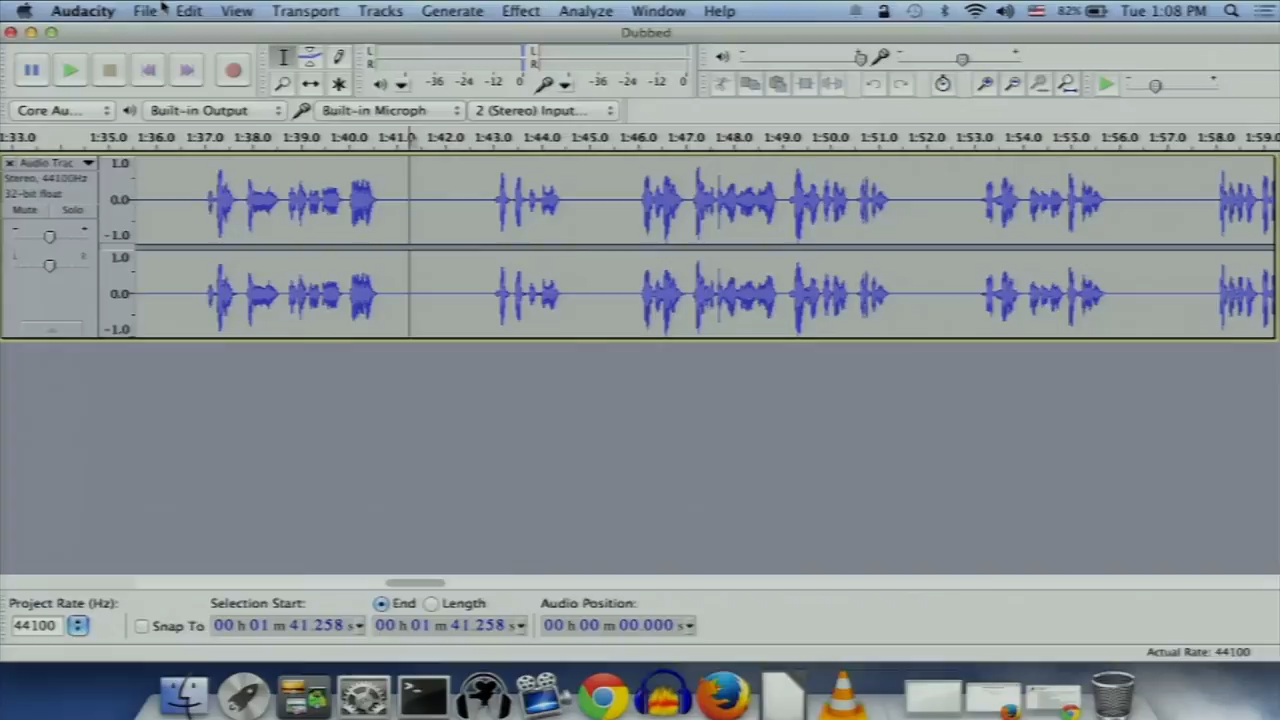 Audacity File Edit View Transport Tracks Generate Effect Analyze Window Help 82% Tue 1:08 PM
Dubbed
L R -36 -24 -12 0 L R -36 -24 -12 0 - + - +
Core Au... Built-in Output Built-in Microph 2 (Stereo) Input...
1:33.0 1:35.0 1:36.0 1:37.0 1:38.0 1:39.0 1:40.0 1:41.0 1:42.0 1:43.0 1:44.0 1:45.0 1:46.0 1:47.0 1:48.0 1:49.0 1:50.0 1:51.0 1:52.0 1:53.0 1:54.0 1:55.0 1:56.0 1:57.0 1:58.0 1:59.0
Audio Trac 1.0
Stereo, 44100Hz
32-bit float 0.0
Mute Solo
- + -1.0
L R 1.0
0.0
-1.0
Project Rate (Hz): Selection Start: End Length Audio Position:
44100 Snap To 00 h 01 m 41.258 s 00 h 01 m 41.258 s 00 h 00 m 00.000 s
Actual Rate: 44100